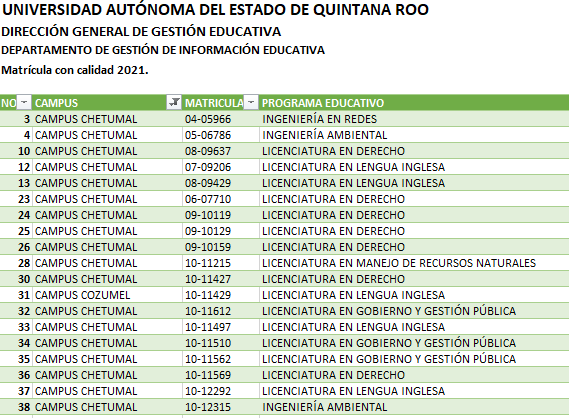 UNIVERSIDAD AUTÓNOMA DEL ESTADO DE QUINTANA ROO
DIRECCIÓN GENERAL DE GESTIÓN EDUCATIVA
DEPARTAMENTO DE GESTIÓN DE INFORMACIÓN EDUCATIVA
Matrícula con calidad 2021.
NO CAMPUS MATRICULA PROGRAMA EDUCATIVO
3 CAMPUS CHETUMAL 04-05966 INGENIERÍA EN REDES
4 CAMPUS CHETUMAL 05-06786 INGENIERÍA AMBIENTAL
10 CAMPUS CHETUMAL 08-09637 LICENCIATURA EN DERECHO
12 CAMPUS CHETUMAL 07-09206 LICENCIATURA EN LENGUA INGLESA
13 CAMPUS CHETUMAL 08-09429 LICENCIATURA EN LENGUA INGLESA
23 CAMPUS CHETUMAL 06-07710 LICENCIATURA EN DERECHO
24 CAMPUS CHETUMAL 09-10119 LICENCIATURA EN DERECHO
25 CAMPUS CHETUMAL 09-10129 LICENCIATURA EN DERECHO
26 CAMPUS CHETUMAL 09-10159 LICENCIATURA EN DERECHO
28 CAMPUS CHETUMAL 10-11215 LICENCIATURA EN MANEJO DE RECURSOS NATURALES
30 CAMPUS CHETUMAL 10-11427 LICENCIATURA EN DERECHO
31 CAMPUS COZUMEL 10-11429 LICENCIATURA EN LENGUA INGLESA
32 CAMPUS CHETUMAL 10-11612 LICENCIATURA EN GOBIERNO Y GESTIÓN PÚBLICA
33 CAMPUS CHETUMAL 10-11497 LICENCIATURA EN LENGUA INGLESA
34 CAMPUS CHETUMAL 10-11510 LICENCIATURA EN GOBIERNO Y GESTIÓN PÚBLICA
35 CAMPUS CHETUMAL 10-11562 LICENCIATURA EN GOBIERNO Y GESTIÓN PÚBLICA
36 CAMPUS CHETUMAL 10-11569 LICENCIATURA EN DERECHO
37 CAMPUS CHETUMAL 10-12292 LICENCIATURA EN LENGUA INGLESA
38 CAMPUS CHETUMAL 10-12315 INGENIERÍA AMBIENTAL